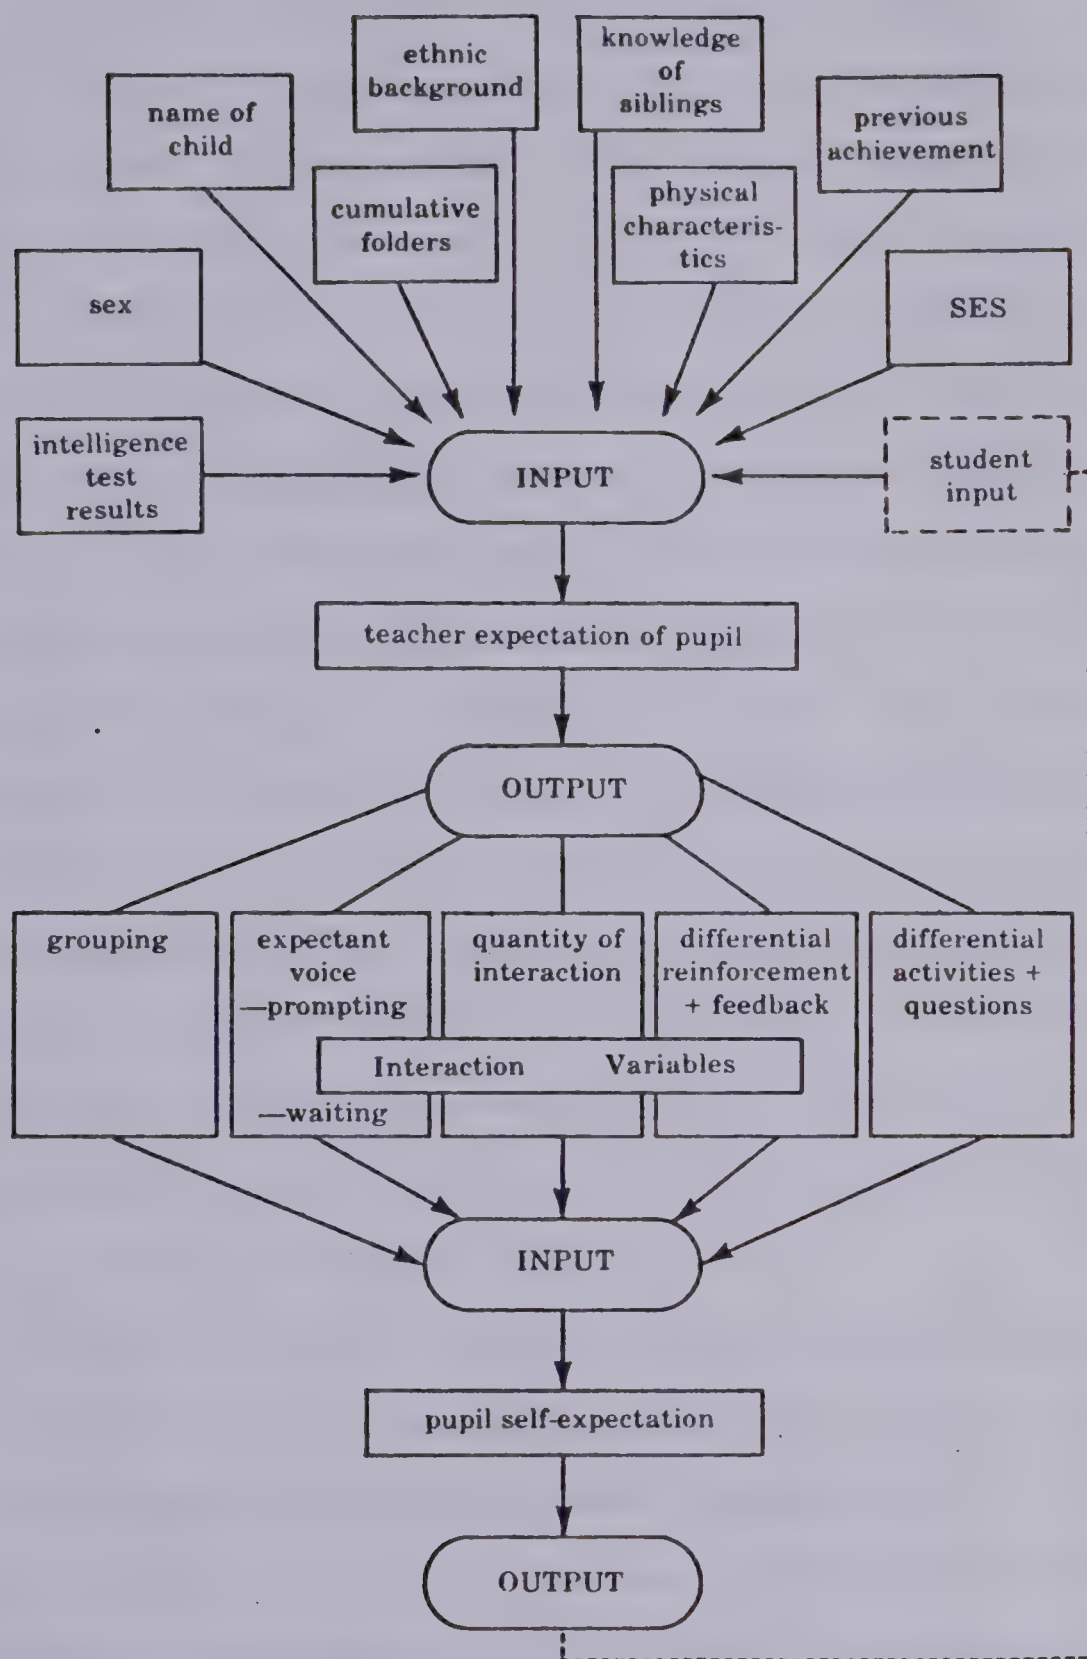 ethnic
background
knowledge
of
siblings
name of
child
previous
achievement
cumulative
folders
physical
characteris-
tics
sex
SES
intelligence
test
results
INPUT
student
input
teacher expectation of pupil
OUTPUT
grouping
expectant
voice
—prompting
—waiting
quantity of
interaction
differential
reinforcement
+ feedback
differential
activities +
questions
Interaction Variables
INPUT
pupil self-expectation
OUTPUT